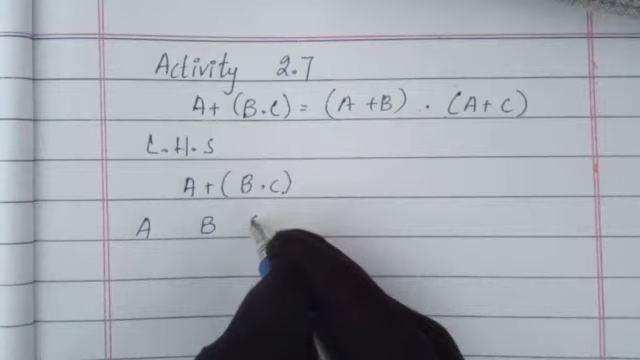 Activity 2.7
A+ (B.C) = (A+B) . (A+C)
L.H.S
A+(B.C)
A B